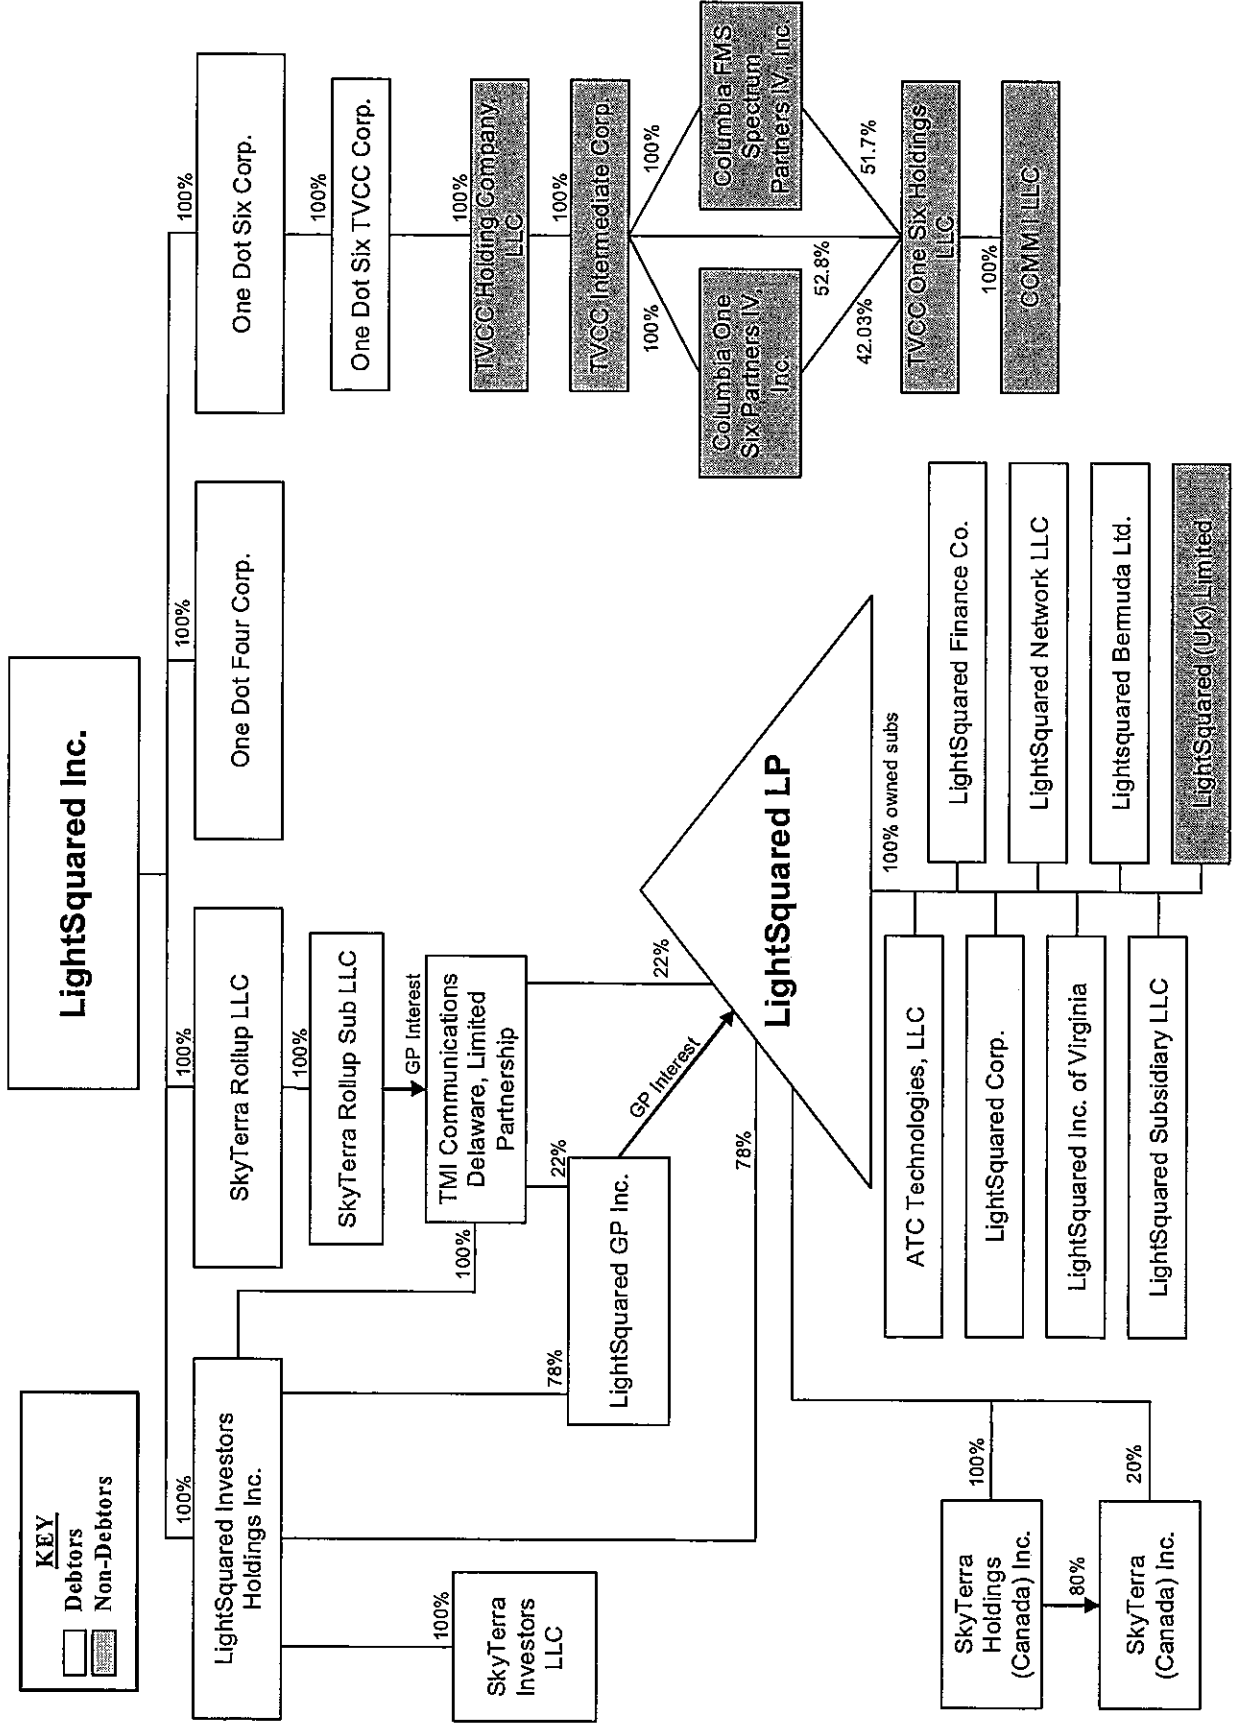 LightSquared Inc.
KEY
Debtors
Non-Debtors
100%
LightSquared Investors
Holdings Inc.
100%
SkyTerra Rollup LLC
100%
One Dot Four Corp.
100%
One Dot Six Corp.
100%
SkyTerra Rollup Sub LLC
GP Interest
100%
TMI Communications
Delaware, Limited
Partnership
100%
One Dot Six TVCC Corp.
100%
TVCC Holding Company,
LLC
100%
TVCC Intermediate Corp.
100%
100%
Columbia One
Six Partners IV,
Inc.
Columbia FMS
Spectrum
Partners IV, Inc.
52.8%
42.03%
51.7%
TVCC One Six Holdings
LLC
100%
CCMM I LLC
100%
SkyTerra
Investors
LLC
78%
22%
LightSquared GP Inc.
GP Interest
22%
78%
LightSquared LP
100% owned subs
ATC Technologies, LLC
LightSquared Finance Co.
LightSquared Corp.
LightSquared Network LLC
LightSquared Inc. of Virginia
Lightsquared Bermuda Ltd.
LightSquared Subsidiary LLC
LightSquared (UK) Limited
100%
SkyTerra
Holdings
(Canada) Inc.
80%
20%
SkyTerra
(Canada) Inc.